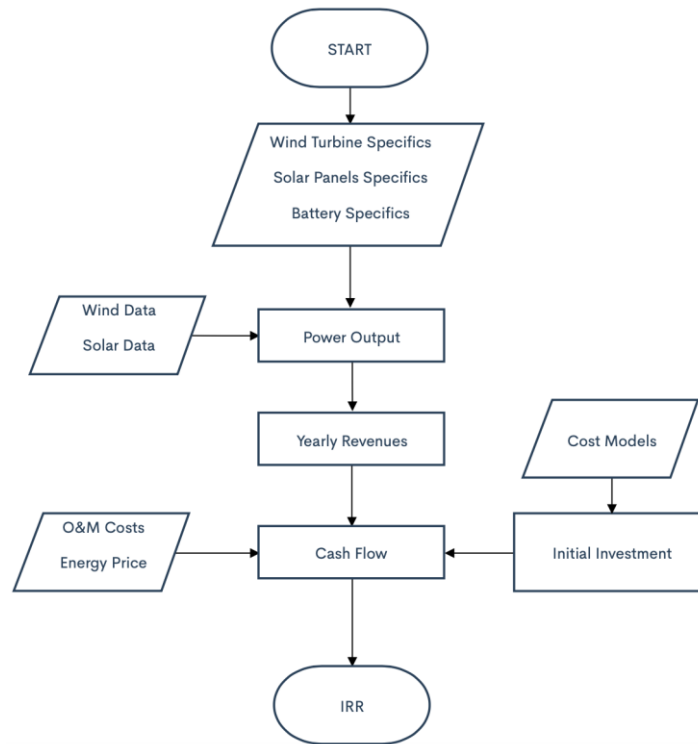 START
Wind Turbine Specifics
Solar Panels Specifics
Battery Specifics
Wind Data
Solar Data
Power Output
Yearly Revenues
Cost Models
O&M Costs
Energy Price
Cash Flow
Initial Investment
IRR